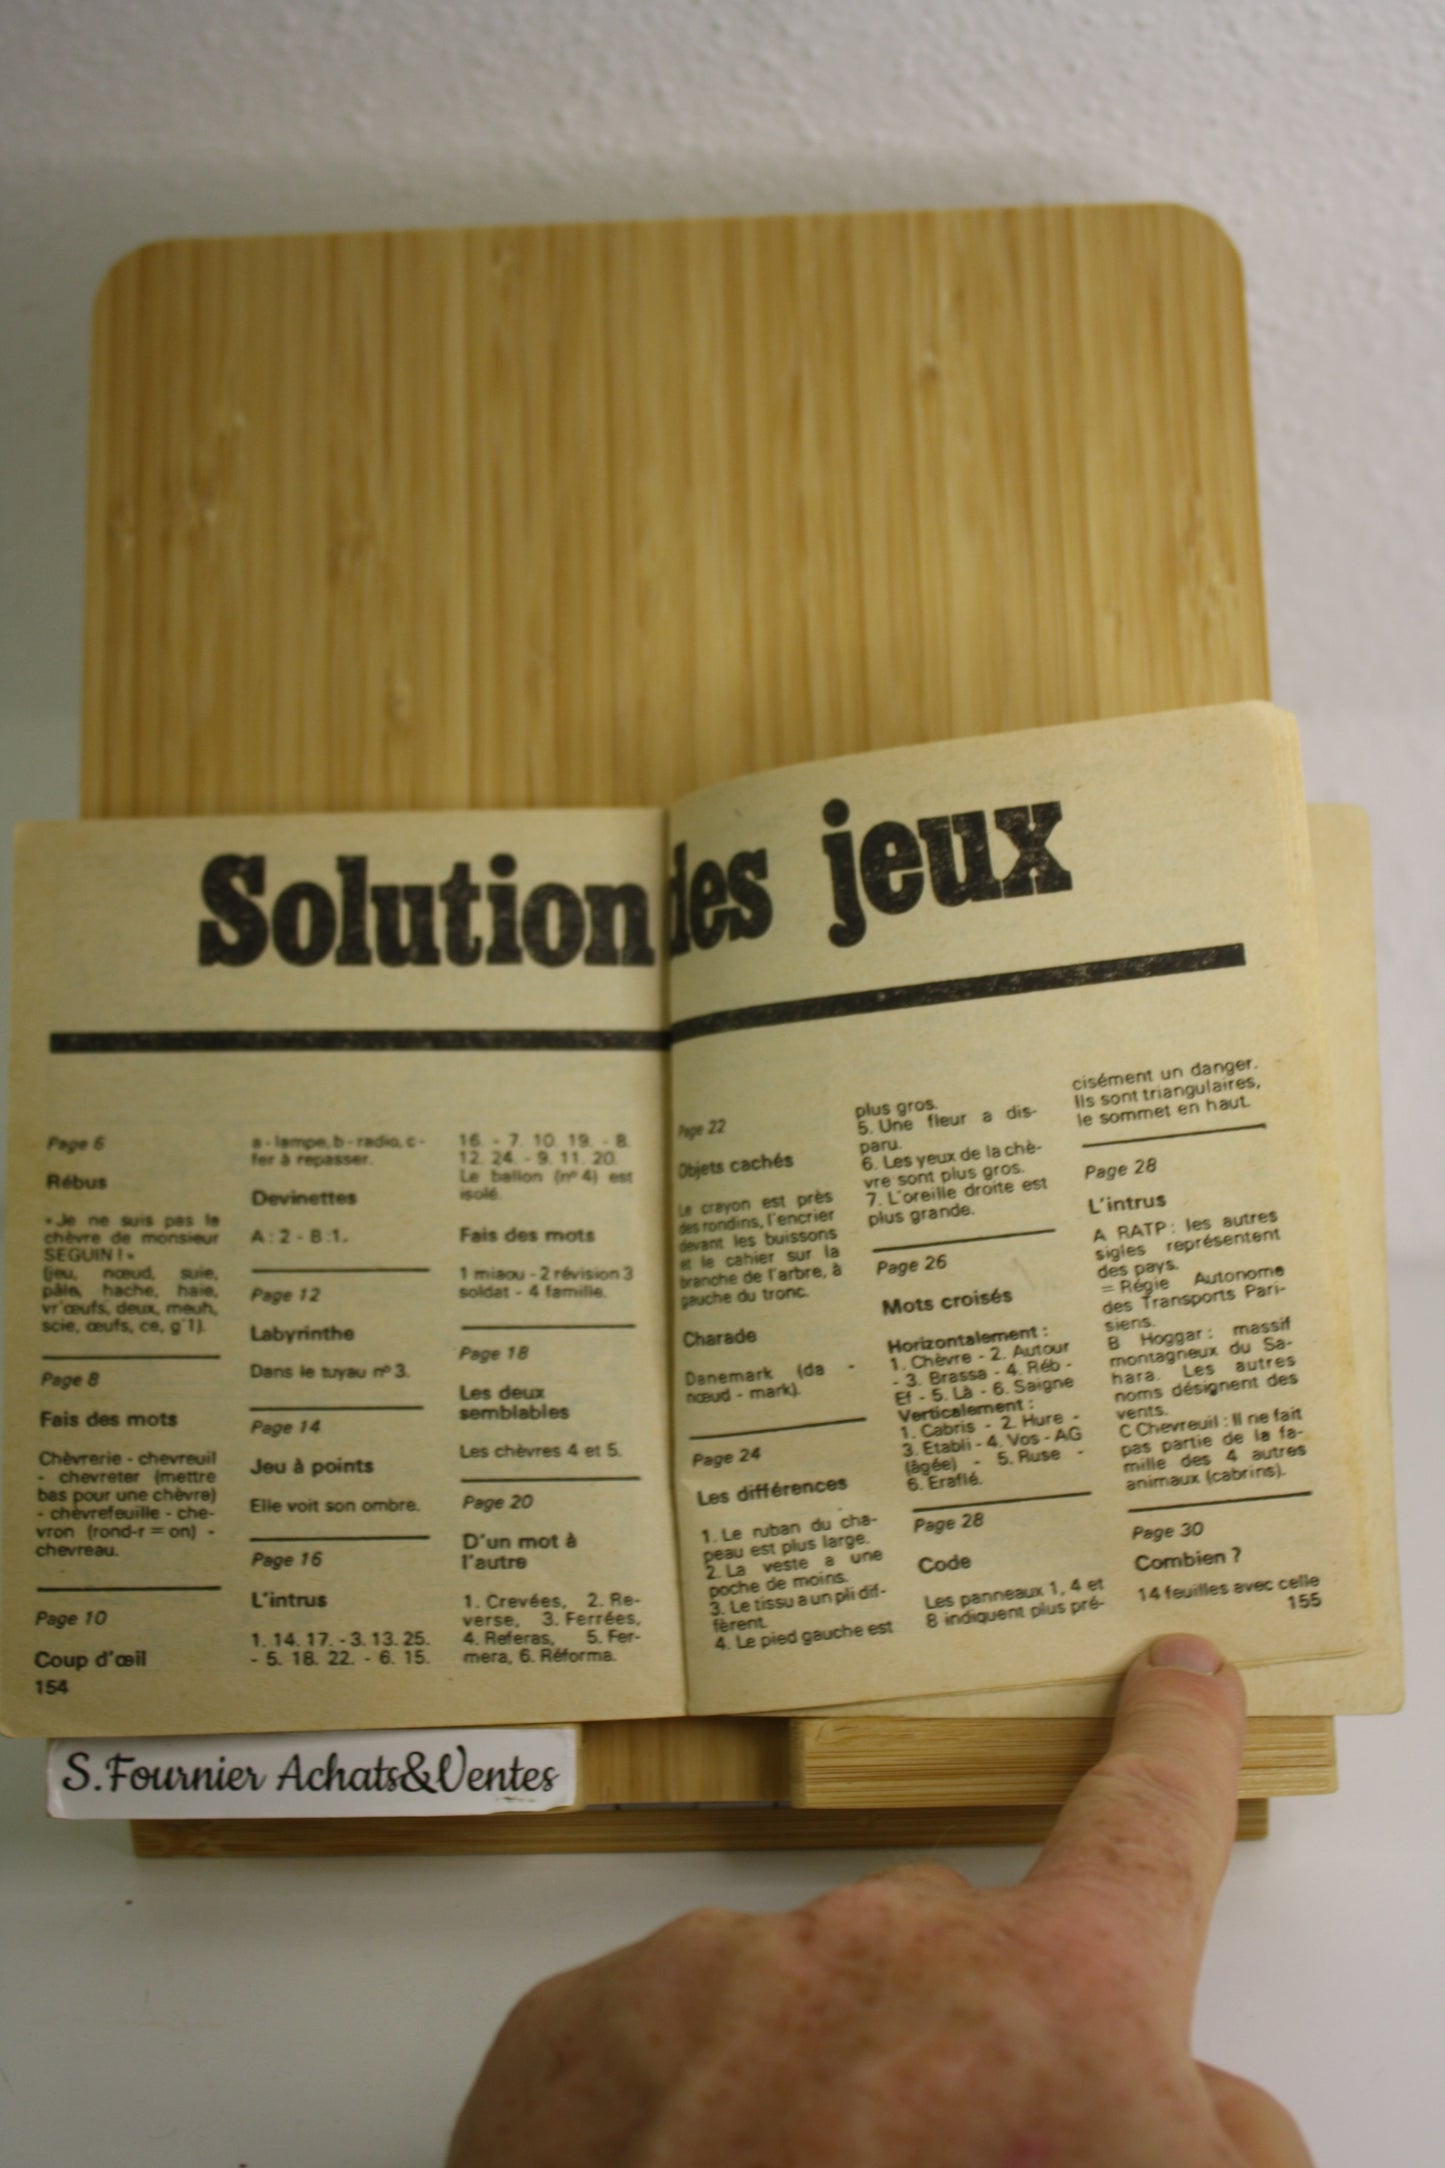 Solution des jeux
Page 6
Rébus
«Je ne suis pas la
chèvre de monsieur
SEGUIN !»
(jeu, nœud, suie,
pâle, hache, haie,
vr'œufs, deux, meuh,
scie, œufs, ce, g'1).
Page 8
Fais des mots
Chèvrerie - chevreuil
- chevreter (mettre
bas pour une chèvre)
- chèvrefeuille - che-
vron (rond-r = on) -
chevreau.
Page 10
Coup d'œil
154
a - lampe, b - radio, c -
fer à repasser.
Devinettes
A : 2 - B :1.
Page 12
Labyrinthe
Dans le tuyau nº 3.
Page 14
Jeu à points
Elle voit son ombre.
Page 16
L'intrus
1. 14. 17. - 3. 13. 25.
- 5. 18. 22. - 6. 15.
16. - 7. 10. 19. - 8.
12. 24. - 9. 11. 20.
Le ballon (nº 4) est
isolé.
Fais des mots
1 miaou - 2 révision 3
soldat - 4 famille.
Page 18
Les deux
semblables
Les chèvres 4 et 5.
Page 20
D'un mot à
l'autre
1. Crevées, 2. Re-
verse, 3. Ferrées,
4. Referas, 5. Fer-
mera, 6. Réforma.
Page 22
Objets cachés
Le crayon est près
des rondins, l'encrier
devant les buissons
et le cahier sur la
branche de l'arbre, à
gauche du tronc.
Charade
Danemark (da -
nœud - mark).
Page 24
Les différences
1. Le ruban du cha-
peau est plus large.
2. La veste a une
poche de moins.
3. Le tissu a un pli dif-
férent.
4. Le pied gauche est
plus gros.
5. Une fleur a dis-
paru.
6. Les yeux de la chè-
vre sont plus gros.
7. L'oreille droite est
plus grande.
Page 26
Mots croisés
Horizontalement :
1. Chèvre - 2. Autour
- 3. Brassa - 4. Réb -
Ef - 5. Là - 6. Saigne
Verticalement :
1. Cabris - 2. Hure -
3. Etabli - 4. Vos - AG
(âgée) - 5. Ruse -
6. Eraflé.
Page 28
Code
Les panneaux 1, 4 et
8 indiquent plus pré-
cisément un danger.
Ils sont triangulaires,
le sommet en haut.
Page 28
L'intrus
A RATP : les autres
sigles représentent
des pays.
= Régie Autonome
des Transports Pari-
siens.
B Hoggar : massif
montagneux du Sa-
hara. Les autres
noms désignent des
vents.
C Chevreuil : Il ne fait
pas partie de la fa-
mille des 4 autres
animaux (cabrins).
Page 30
Combien ?
14 feuilles avec celle
155
S.Fournier Achats&Ventes